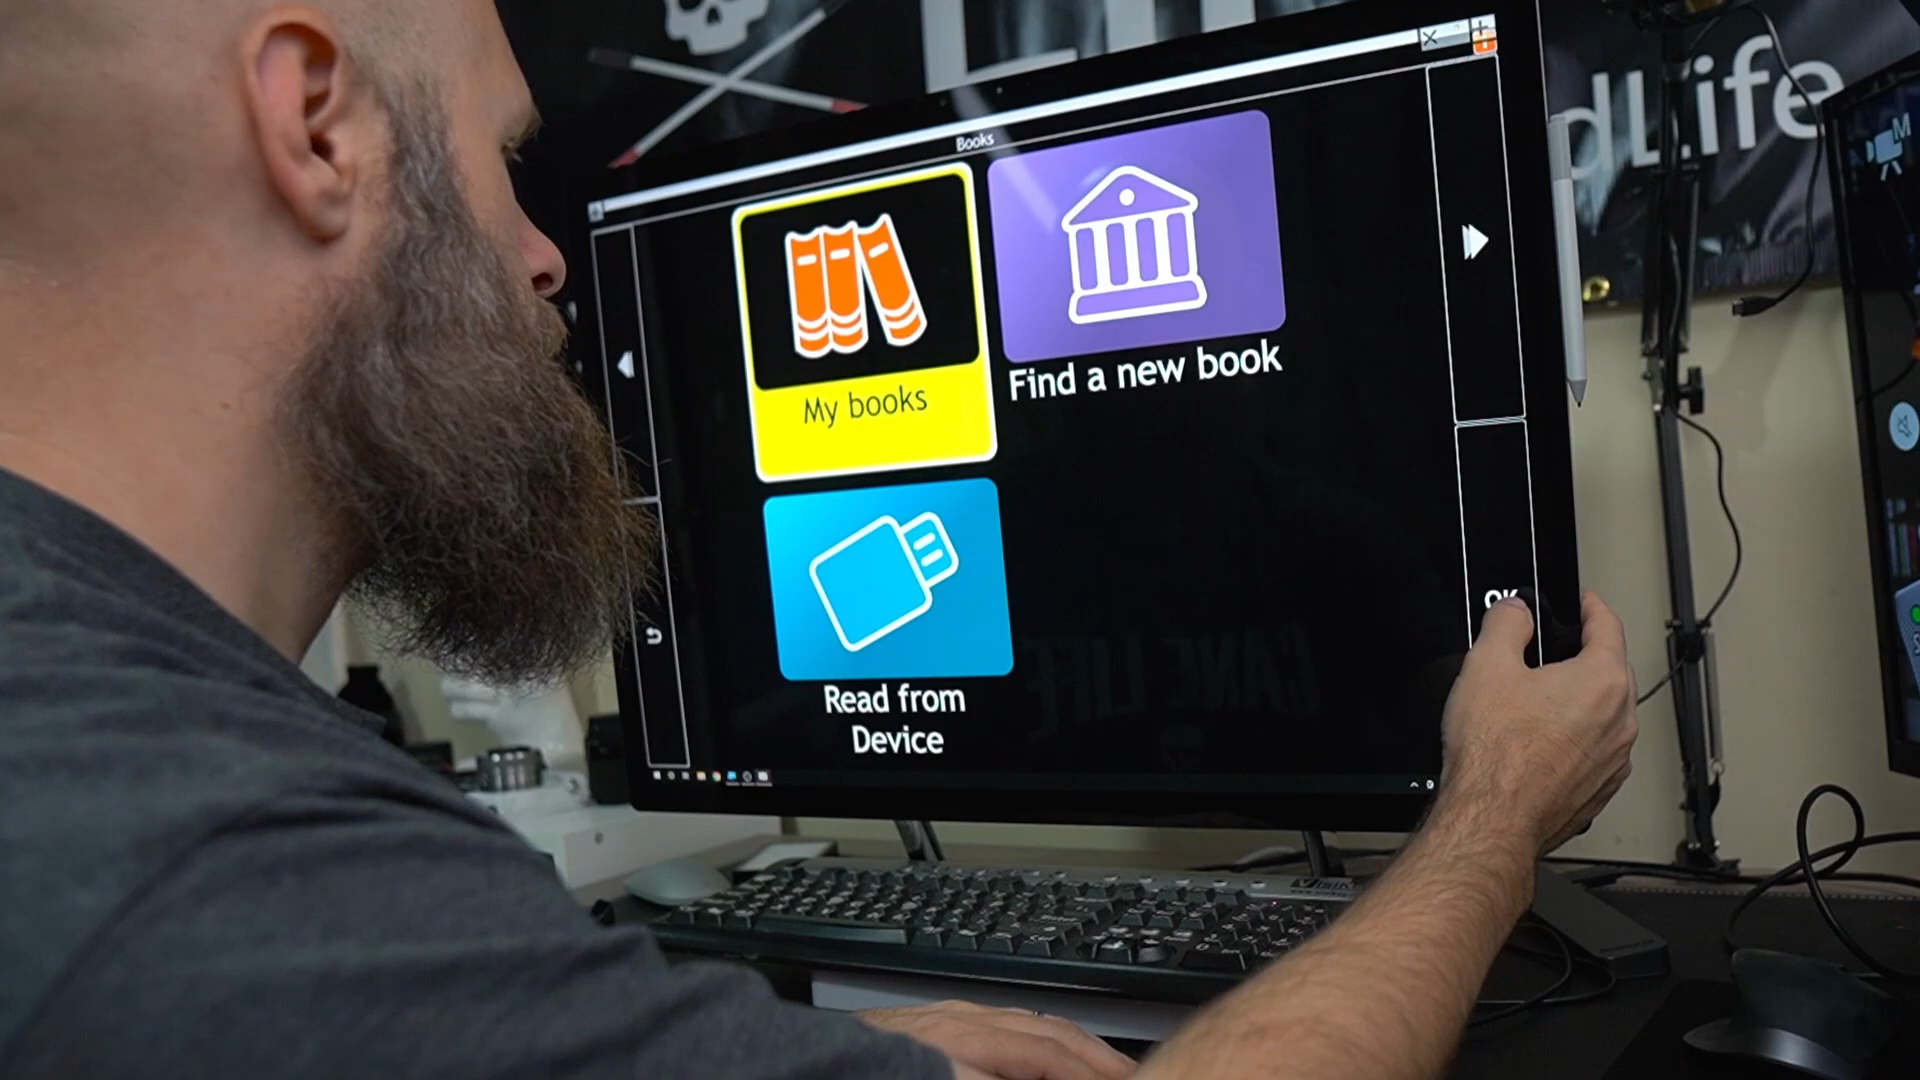 dLife
Books
My books
Find a new book
Read from
Device
OK
M